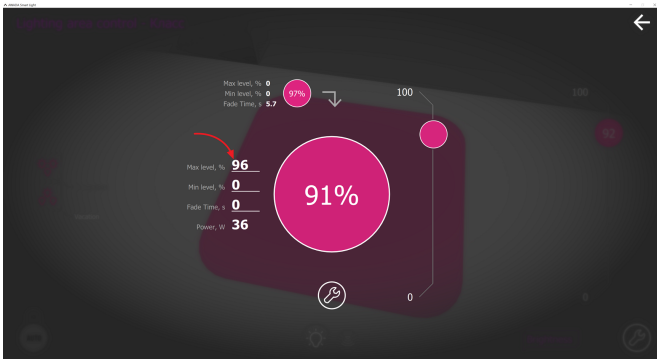 Max level, % 0
Min level, % 0
Fade Time, s 5.7
97%
100
100
92
Max level, % 96
Min level, % 0
Fade Time, s 0
Power, W 36
91%
0
0